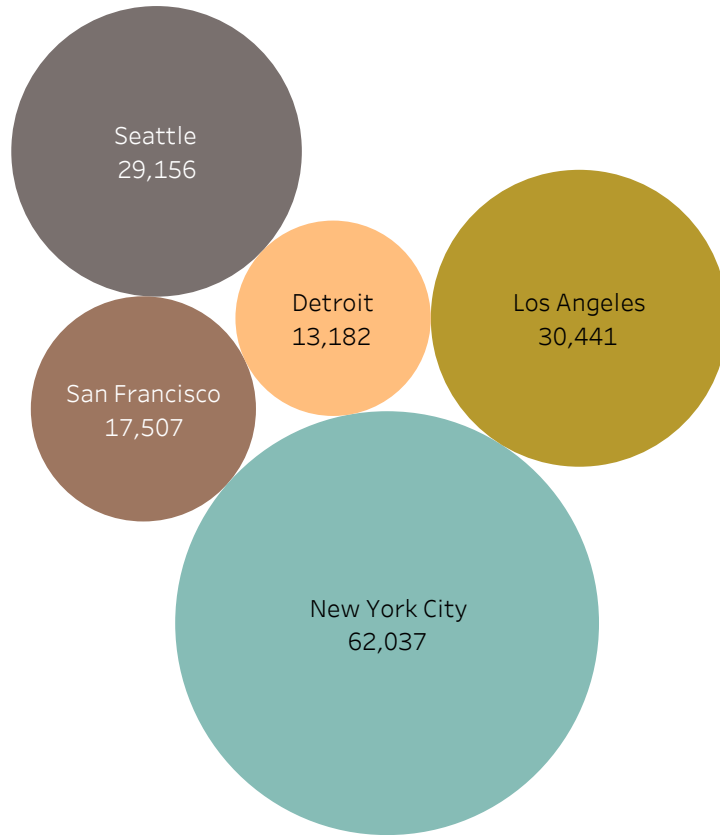 Seattle
29,156
Detroit
13,182
Los Angeles
30,441
San Francisco
17,507
New York City
62,037